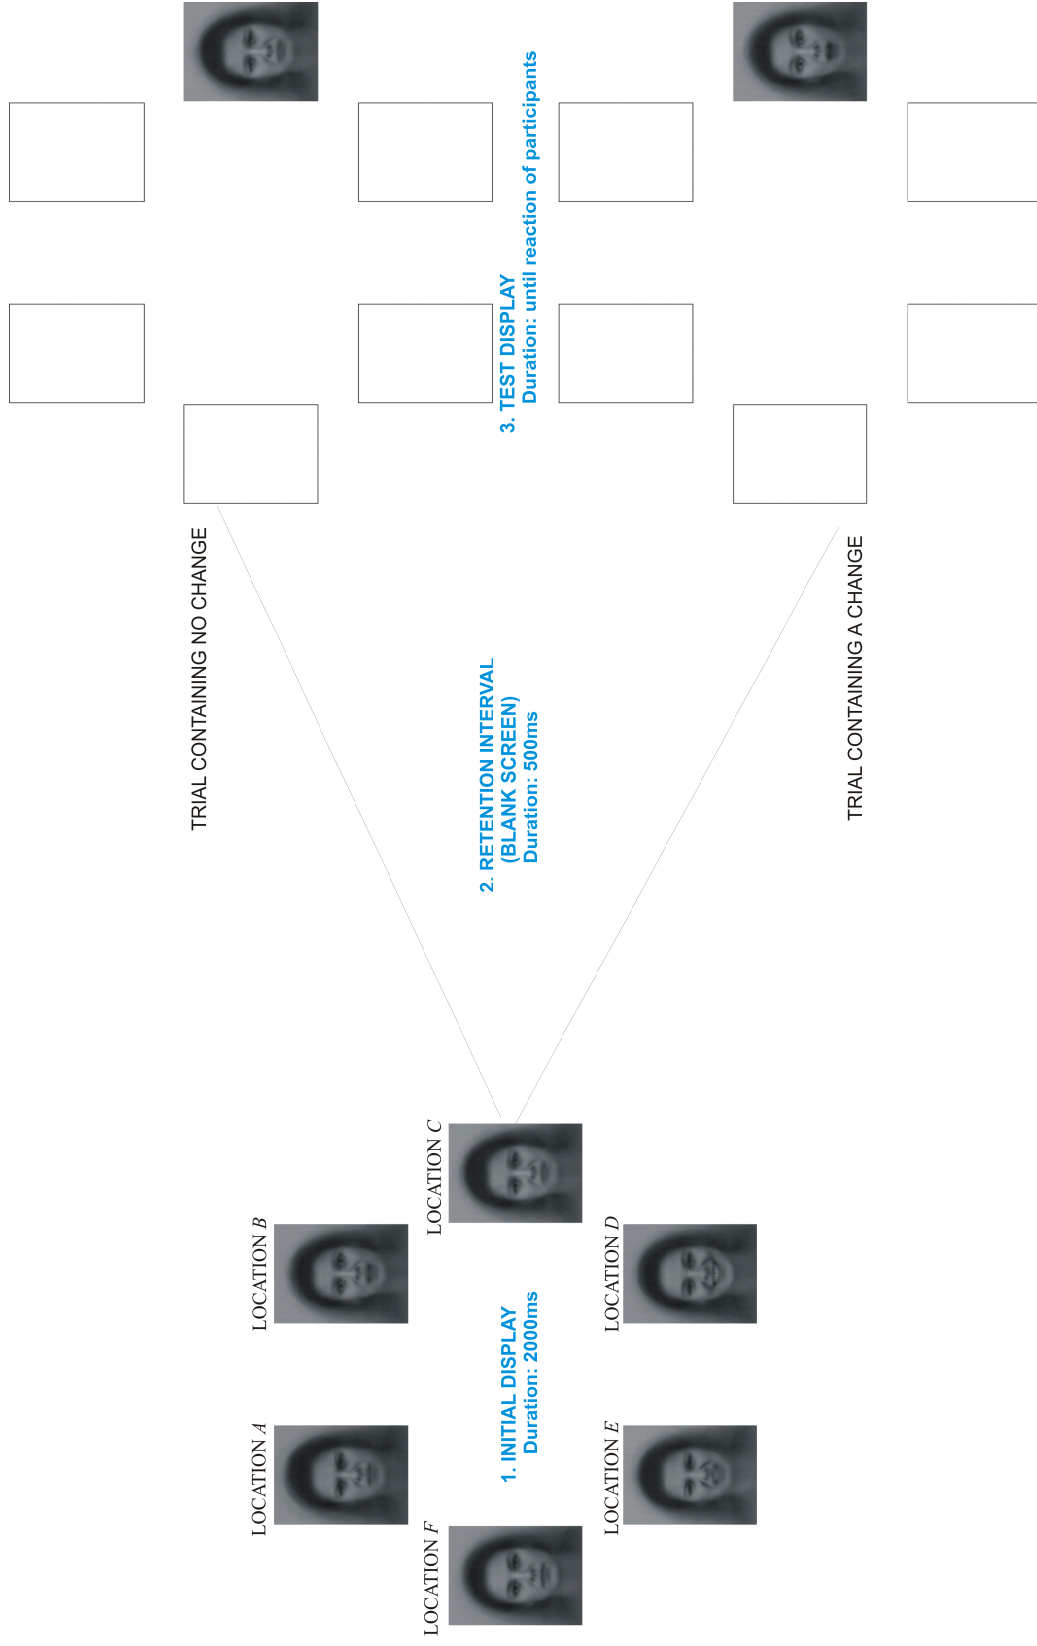 LOCATION A
LOCATION B
LOCATION F
LOCATION C
1. INITIAL DISPLAY
Duration: 2000ms
LOCATION E
LOCATION D
TRIAL CONTAINING NO CHANGE
2. RETENTION INTERVAL
(BLANK SCREEN)
Duration: 500ms
TRIAL CONTAINING A CHANGE
3. TEST DISPLAY
Duration: until reaction of participants